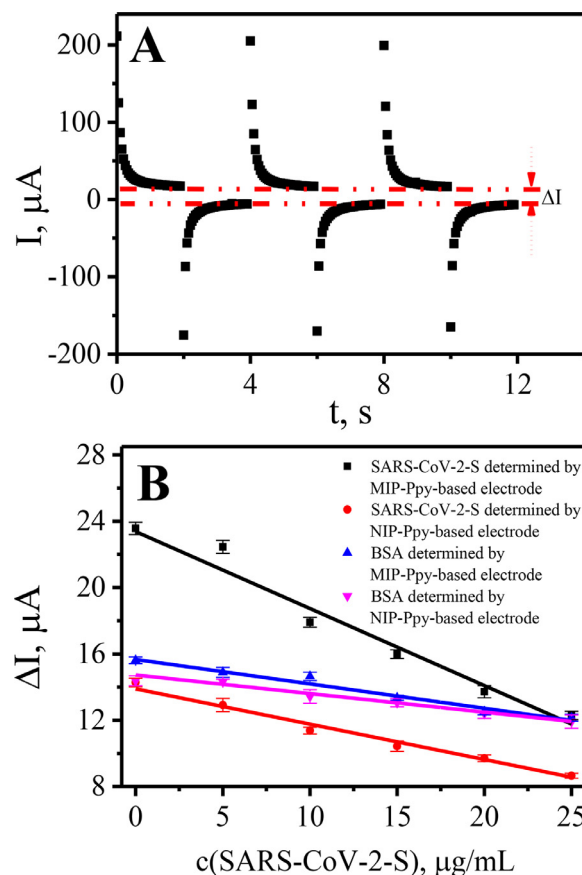 A
200
100
0
-100
-200
I, µA
ΔI
0 4 8 12
t, s
B
28
24
20
16
12
8
ΔI, µA
SARS-CoV-2-S determined by
MIP-Ppy-based electrode
SARS-CoV-2-S determined by
NIP-Ppy-based electrode
BSA determined by
MIP-Ppy-based electrode
BSA determined by
NIP-Ppy-based electrode
0 5 10 15 20 25
c(SARS-CoV-2-S), µg/mL